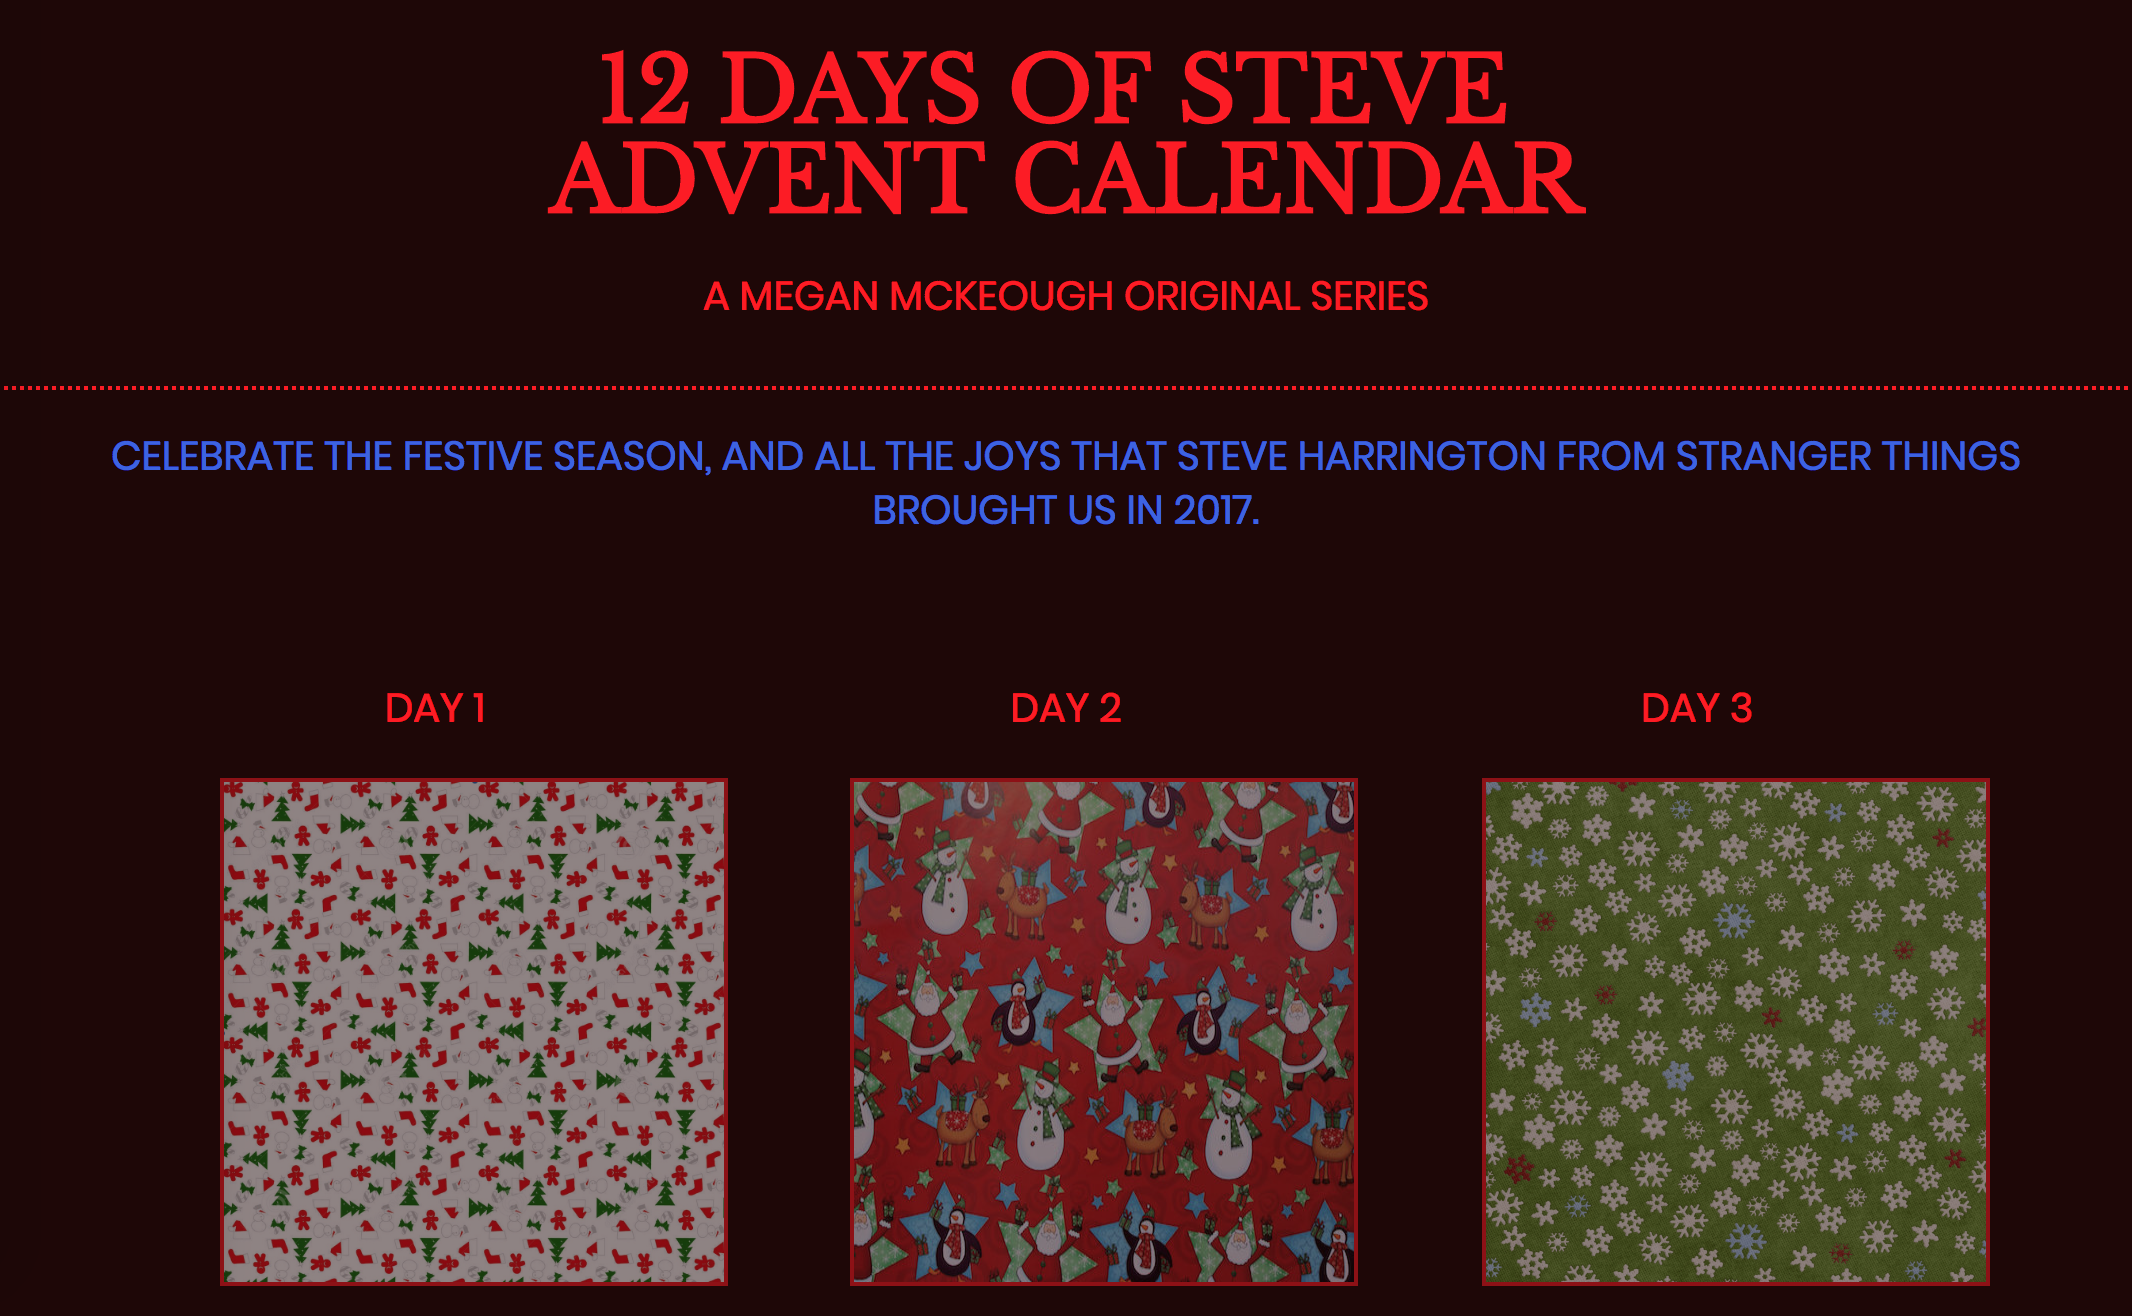 12 DAYS OF STEVE
ADVENT CALENDAR
A MEGAN MCKEOUGH ORIGINAL SERIES
CELEBRATE THE FESTIVE SEASON, AND ALL THE JOYS THAT STEVE HARRINGTON FROM STRANGER THINGS
BROUGHT US IN 2017.
DAY 1
DAY 2
DAY 3